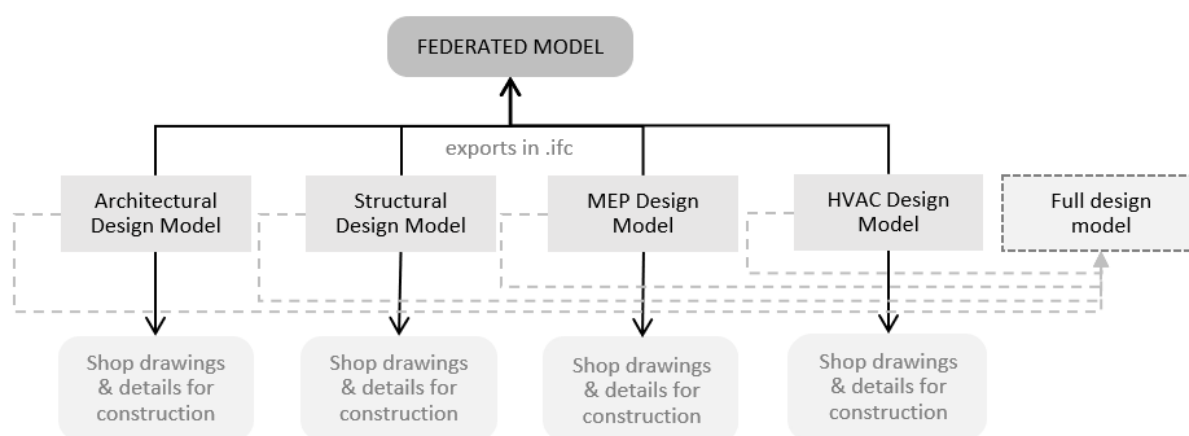 FEDERATED MODEL
exports in .ifc
Architectural
Design Model
Structural
Design Model
MEP Design
Model
HVAC Design
Model
Full design
model
Shop drawings
& details for
construction
Shop drawings
& details for
construction
Shop drawings
& details for
construction
Shop drawings
& details for
construction